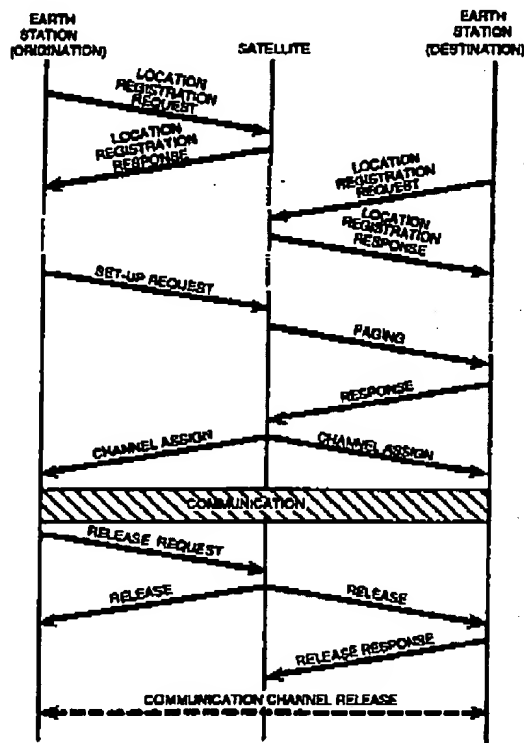 EARTH
STATION
(ORIGINATION)
SATELLITE
EARTH
STATION
(DESTINATION)
LOCATION
REGISTRATION
REQUEST
LOCATION
REGISTRATION
RESPONSE
LOCATION
REGISTRATION
REQUEST
LOCATION
REGISTRATION
RESPONSE
SET-UP REQUEST
PAGING
RESPONSE
CHANNEL ASSIGN
CHANNEL ASSIGN
COMMUNICATION
RELEASE REQUEST
RELEASE
RELEASE
RELEASE RESPONSE
COMMUNICATION CHANNEL RELEASE